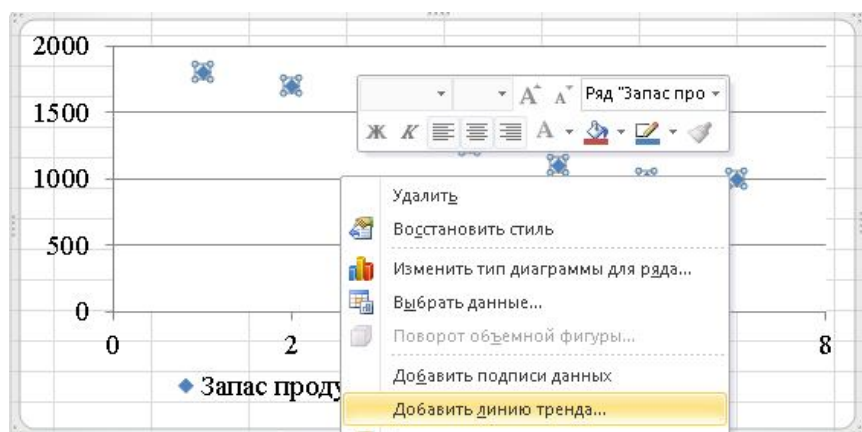 2000
1500
1000
500
0
0 2 8
Запас проду
A A Ряд "Запас про
Ж К A
Удалить
Восстановить стиль
Изменить тип диаграммы для ряда...
Выбрать данные...
Поворот объемной фигуры...
Добавить подписи данных
Добавить линию тренда...